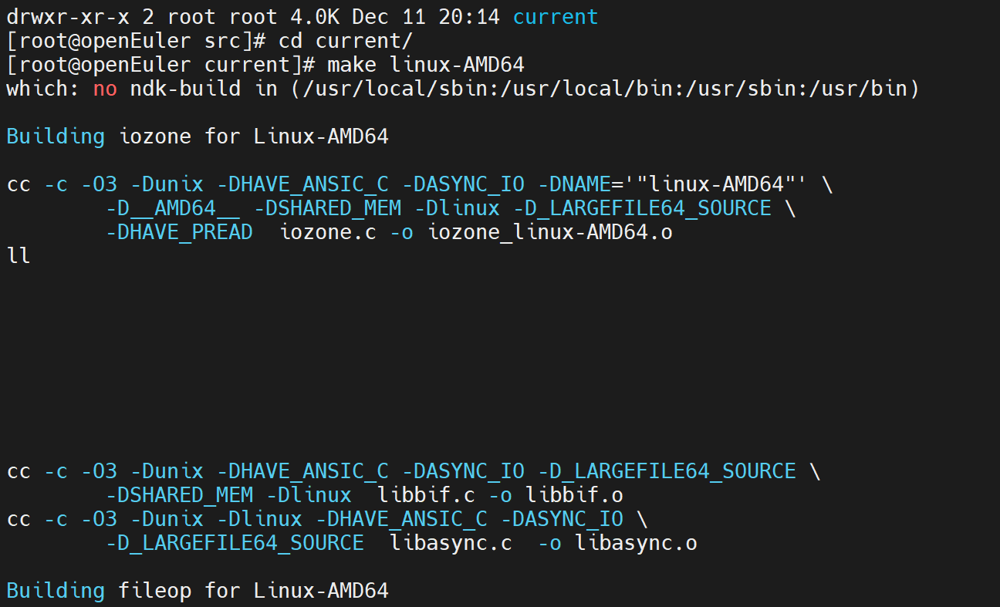 drwxr-xr-x 2 root root 4.0K Dec 11 20:14 current
[root@openEuler src]# cd current/
[root@openEuler current]# make linux-AMD64
which: no ndk-build in (/usr/local/sbin:/usr/local/bin:/usr/sbin:/usr/bin)
Building iozone for Linux-AMD64
cc -c -O3 -Dunix -DHAVE_ANSIC_C -DASYNC_IO -DNAME='"linux-AMD64"' \
        -D__AMD64__ -DSHARED_MEM -Dlinux -D_LARGEFILE64_SOURCE \
        -DHAVE_PREAD  iozone.c -o iozone_linux-AMD64.o
ll
cc -c -O3 -Dunix -DHAVE_ANSIC_C -DASYNC_IO -D_LARGEFILE64_SOURCE \
        -DSHARED_MEM -Dlinux  libbif.c -o libbif.o
cc -c -O3 -Dunix -Dlinux -DHAVE_ANSIC_C -DASYNC_IO \
        -D_LARGEFILE64_SOURCE  libasync.c  -o libasync.o
Building fileop for Linux-AMD64